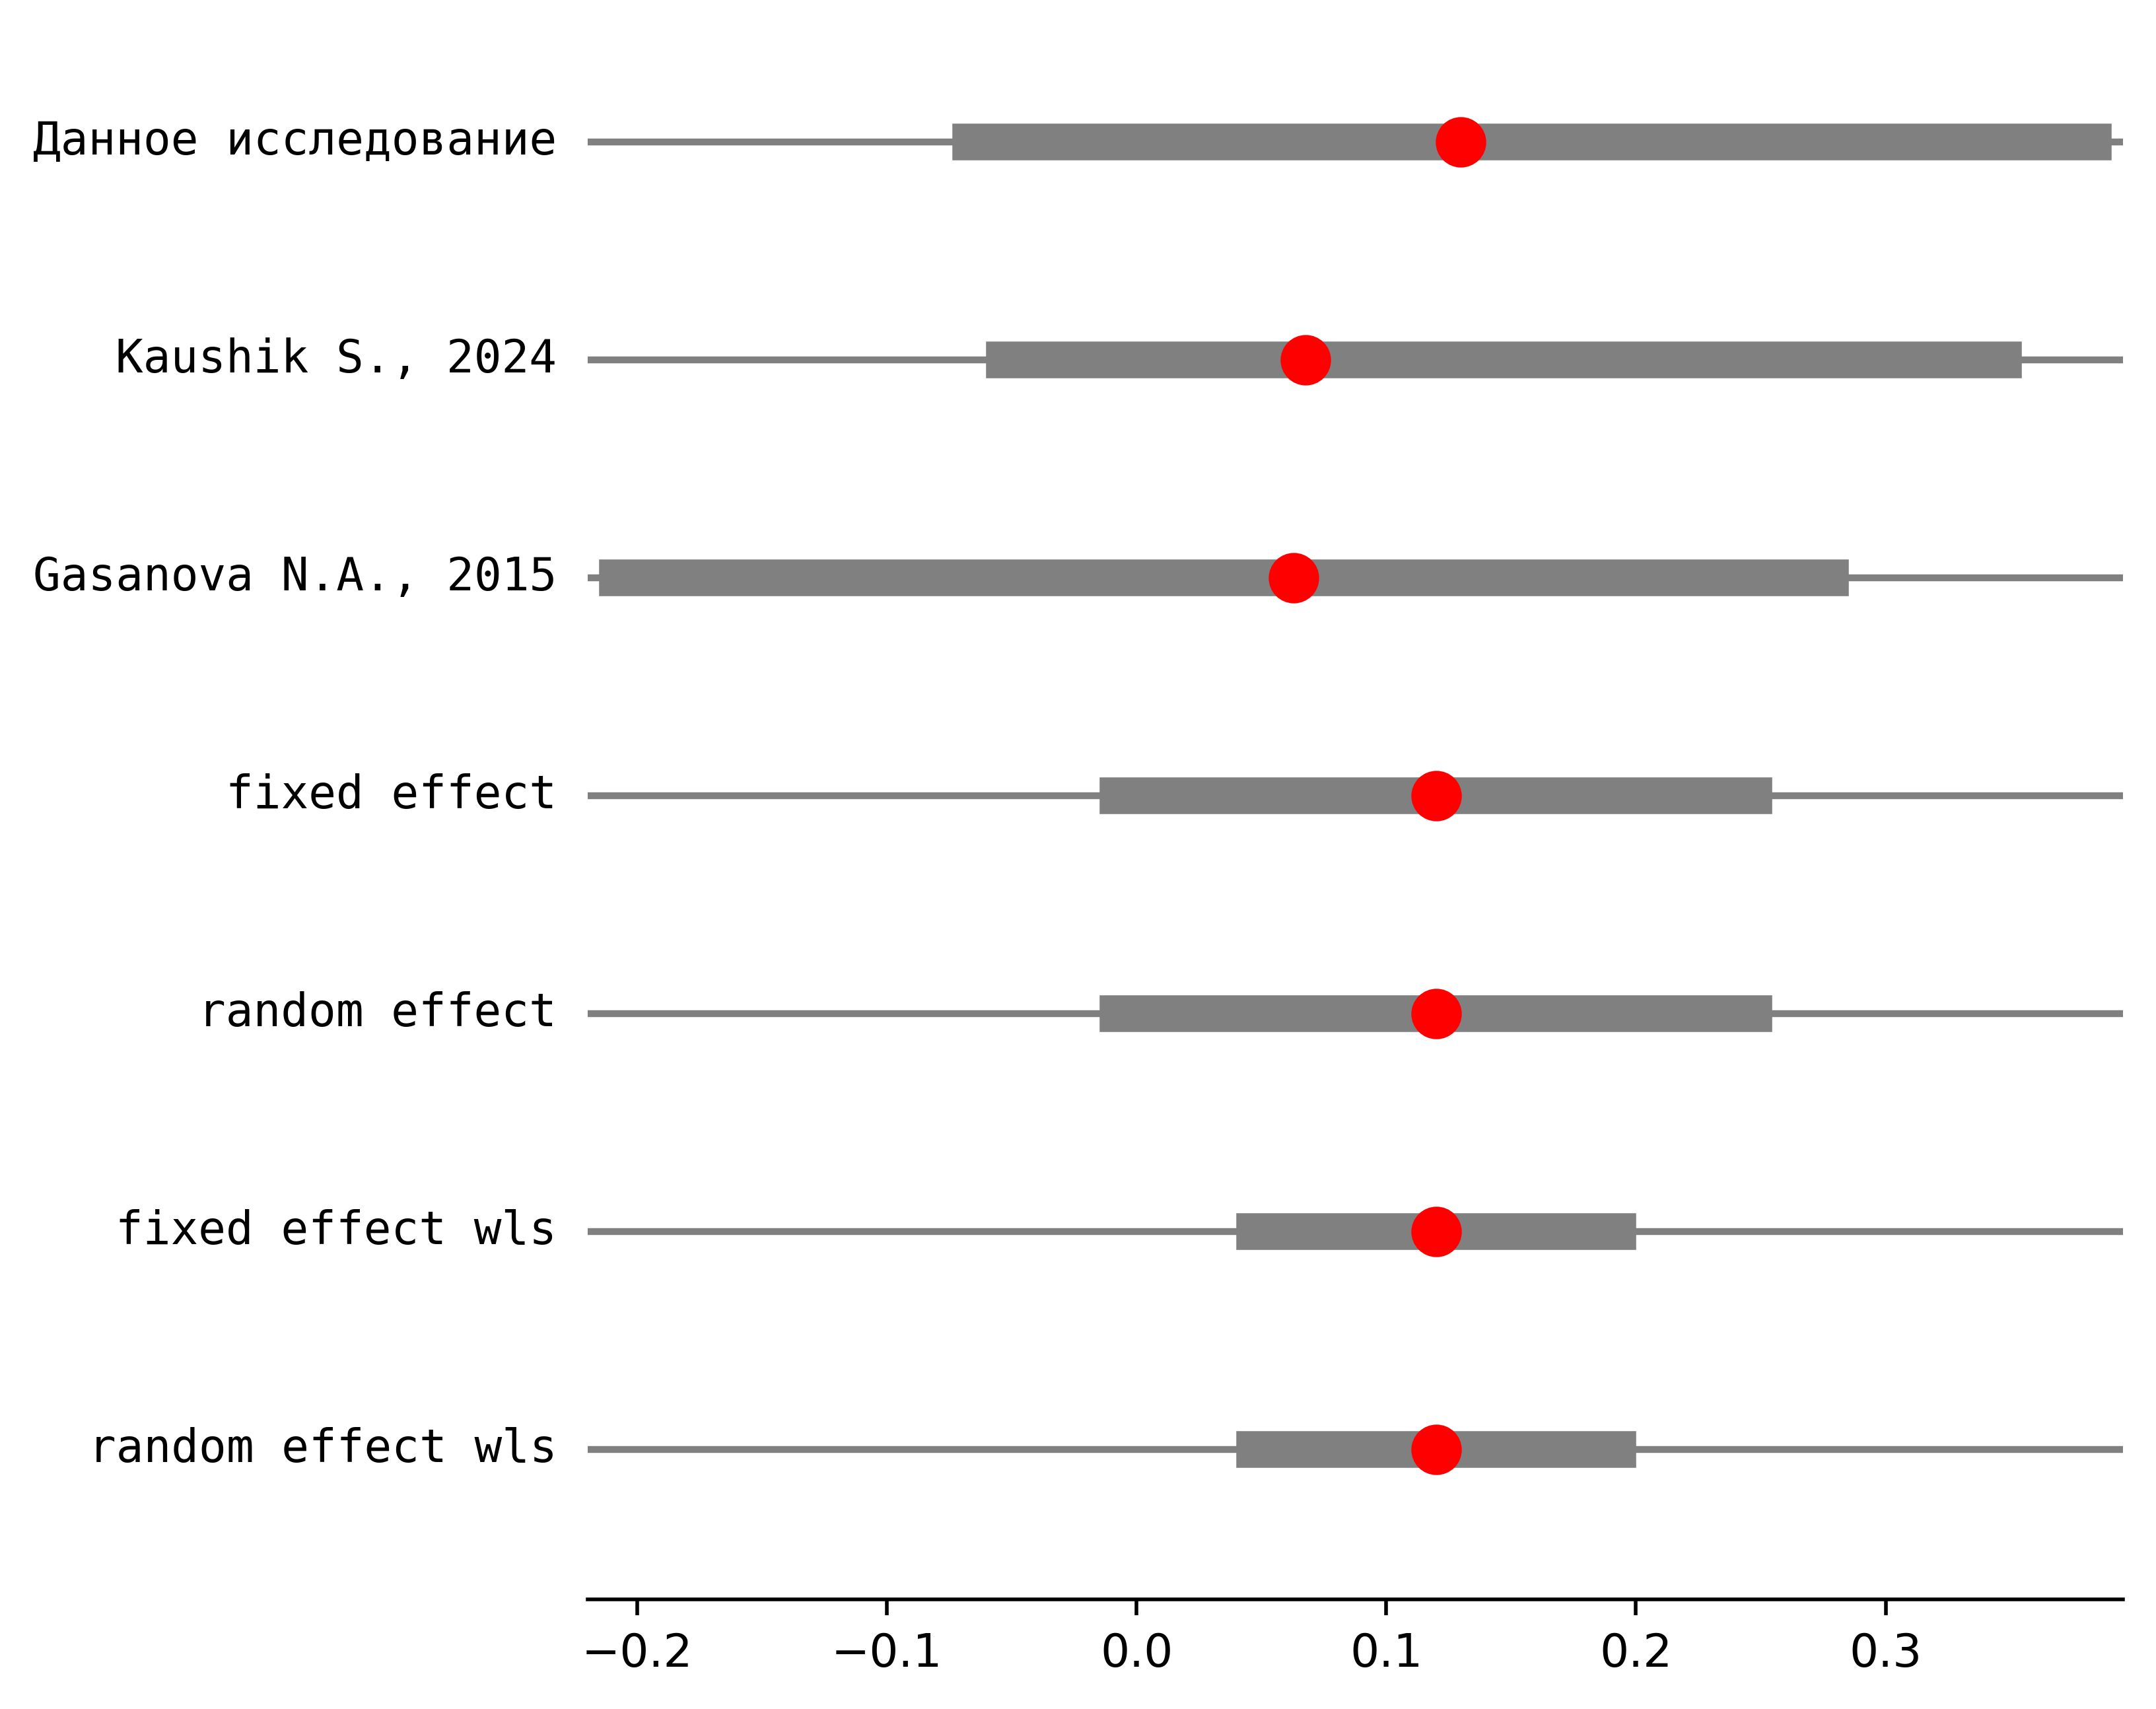 Данное исследование
Kaushik S., 2024
Gasanova N.A., 2015
fixed effect
random effect
fixed effect wls
random effect wls
−0.2 −0.1 0.0 0.1 0.2 0.3